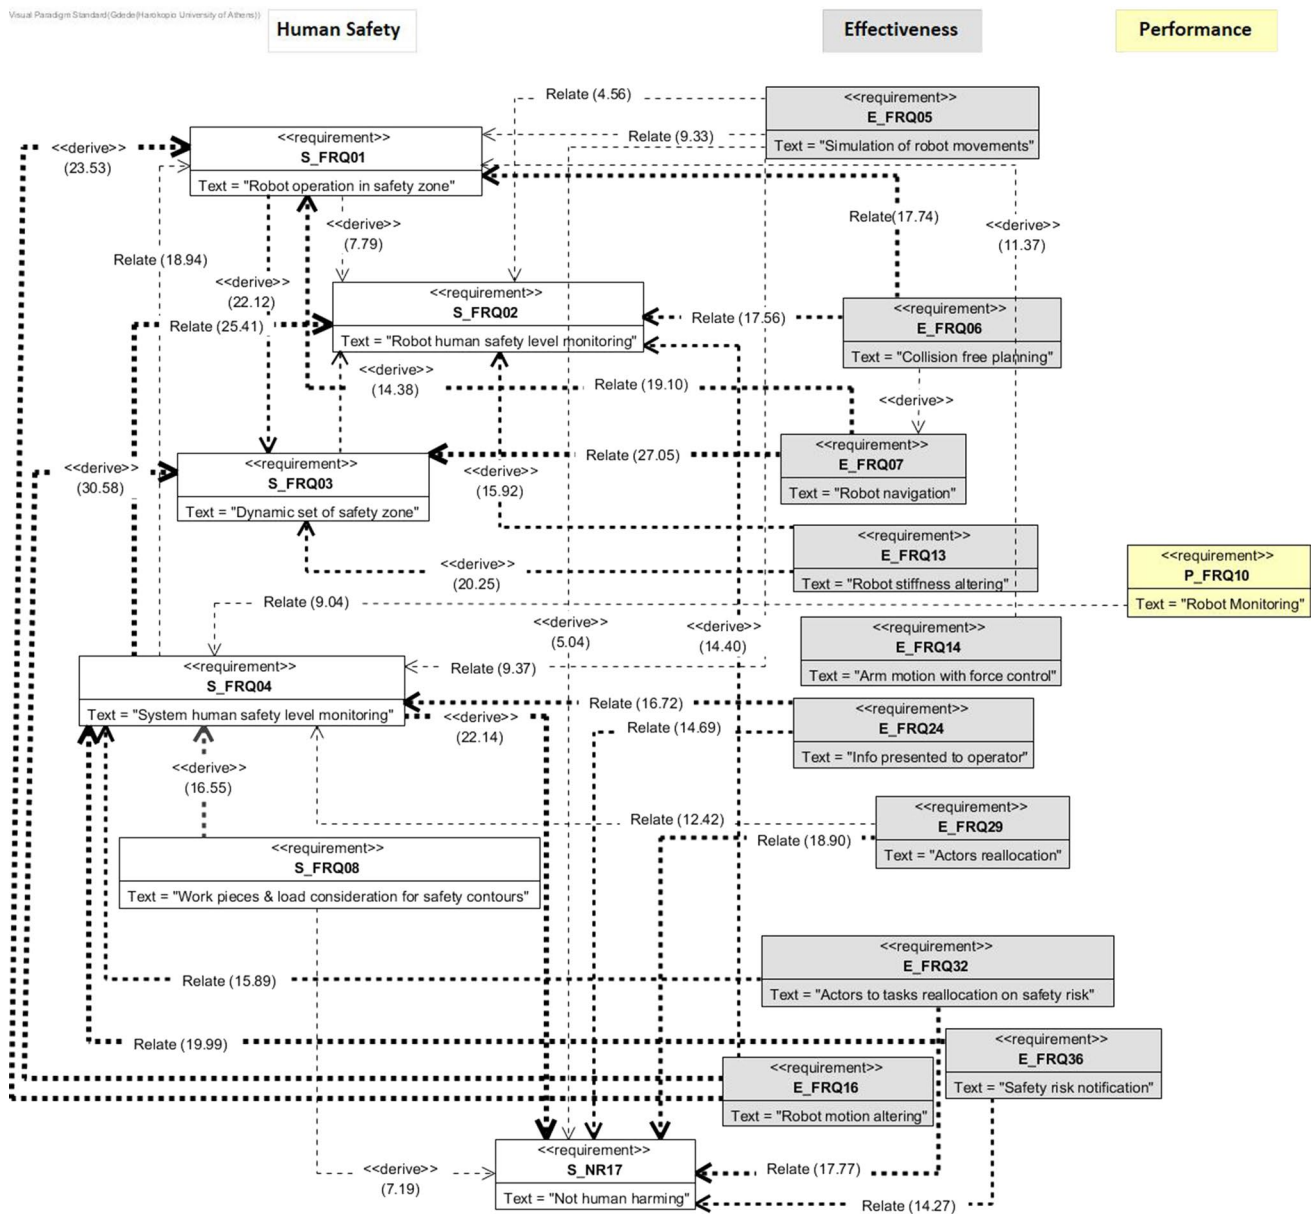 Visual Paradigm Standard(Gdede(Harokopio University of Athens))
Human Safety
Effectiveness
Performance
Relate (4.56)
<<requirement>>
E_FRQ05
Text = "Simulation of robot movements"
Relate (9.33)
<<derive>>
(23.53)
<<requirement>>
S_FRQ01
Text = "Robot operation in safety zone"
Relate(17.74)
<<derive>>
(11.37)
<<derive>>
(7.79)
Relate (18.94)
<<derive>>
(22.12)
<<requirement>>
S_FRQ02
Text = "Robot human safety level monitoring"
Relate (25.41)
Relate (17.56)
<<requirement>>
E_FRQ06
Text = "Collision free planning"
<<derive>>
(14.38)
Relate (19.10)
<<derive>>
<<derive>>
(30.58)
<<requirement>>
S_FRQ03
Text = "Dynamic set of safety zone"
Relate (27.05)
<<requirement>>
E_FRQ07
Text = "Robot navigation"
<<derive>>
(15.92)
<<requirement>>
E_FRQ13
Text = "Robot stiffness altering"
<<derive>>
(20.25)
<<requirement>>
P_FRQ10
Text = "Robot Monitoring"
Relate (9.04)
<<derive>>
(5.04)
<<derive>>
(14.40)
<<requirement>>
E_FRQ14
Text = "Arm motion with force control"
<<requirement>>
S_FRQ04
Text = "System human safety level monitoring"
Relate (9.37)
Relate (16.72)
<<derive>>
(22.14)
Relate (14.69)
<<requirement>>
E_FRQ24
Text = "Info presented to operator"
<<derive>>
(16.55)
Relate (12.42)
Relate (18.90)
<<requirement>>
E_FRQ29
Text = "Actors reallocation"
<<requirement>>
S_FRQ08
Text = "Work pieces & load consideration for safety contours"
Relate (15.89)
<<requirement>>
E_FRQ32
Text = "Actors to tasks reallocation on safety risk"
Relate (19.99)
<<requirement>>
E_FRQ36
Text = "Safety risk notification"
<<requirement>>
E_FRQ16
Text = "Robot motion altering"
<<derive>>
(7.19)
<<requirement>>
S_NR17
Text = "Not human harming"
Relate (17.77)
Relate (14.27)